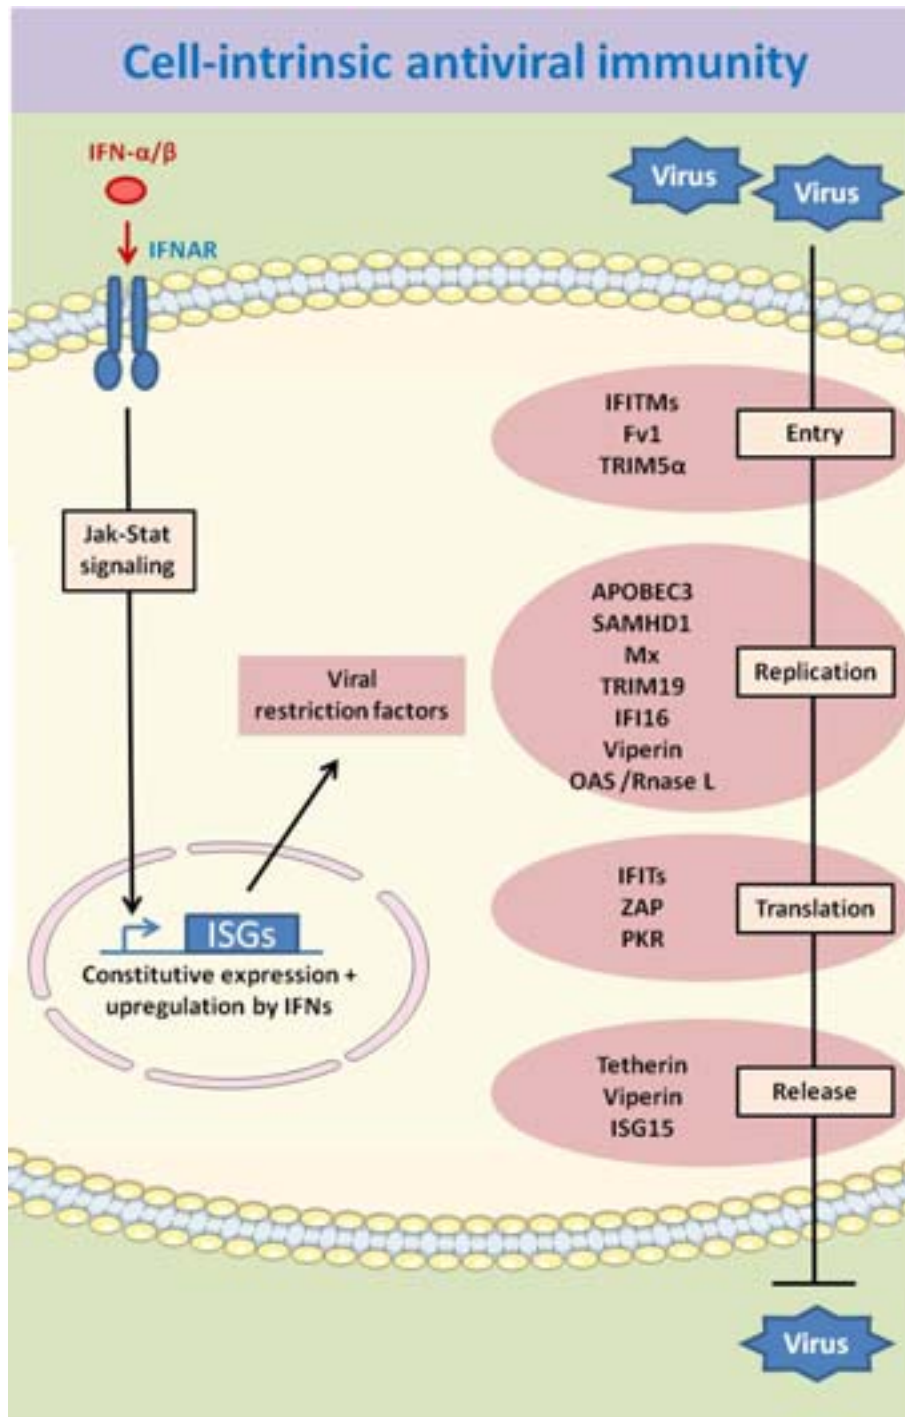 Cell-intrinsic antiviral immunity
IFN-α/β
IFNAR
Jak-Stat
signaling
Viral
restriction factors
ISGs
Constitutive expression +
upregulation by IFNs
Virus
Virus
IFITMs
Fv1
TRIM5α
Entry
APOBEC3
SAMHD1
Mx
TRIM19
IFI16
Viperin
OAS /Rnase L
Replication
IFITs
ZAP
PKR
Translation
Tetherin
Viperin
ISG15
Release
Virus